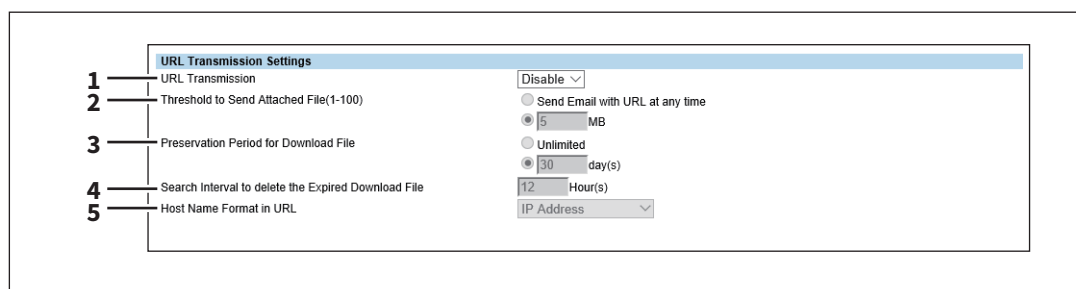 URL Transmission Settings
1 URL Transmission Disable
2 Threshold to Send Attached File(1-100) Send Email with URL at any time
5 MB
3 Preservation Period for Download File Unlimited
30 day(s)
4 Search Interval to delete the Expired Download File 12 Hour(s)
5 Host Name Format in URL IP Address